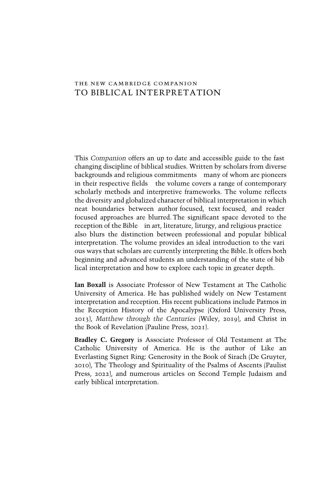 THE NEW CAMBRIDGE COMPANION
TO BIBLICAL INTERPRETATION
This Companion offers an up to date and accessible guide to the fast
changing discipline of biblical studies. Written by scholars from diverse
backgrounds and religious commitments many of whom are pioneers
in their respective fields the volume covers a range of contemporary
scholarly methods and interpretive frameworks. The volume reflects
the diversity and globalized character of biblical interpretation in which
neat boundaries between author focused, text focused, and reader
focused approaches are blurred. The significant space devoted to the
reception of the Bible in art, literature, liturgy, and religious practice
also blurs the distinction between professional and popular biblical
interpretation. The volume provides an ideal introduction to the vari
ous ways that scholars are currently interpreting the Bible. It offers both
beginning and advanced students an understanding of the state of bib
lical interpretation and how to explore each topic in greater depth.
Ian Boxall is Associate Professor of New Testament at The Catholic
University of America. He has published widely on New Testament
interpretation and reception. His recent publications include Patmos in
the Reception History of the Apocalypse (Oxford University Press,
2013), Matthew through the Centuries (Wiley, 2019), and Christ in
the Book of Revelation (Pauline Press, 2021).
Bradley C. Gregory is Associate Professor of Old Testament at The
Catholic University of America. He is the author of Like an
Everlasting Signet Ring: Generosity in the Book of Sirach (De Gruyter,
2010), The Theology and Spirituality of the Psalms of Ascents (Paulist
Press, 2022), and numerous articles on Second Temple Judaism and
early biblical interpretation.